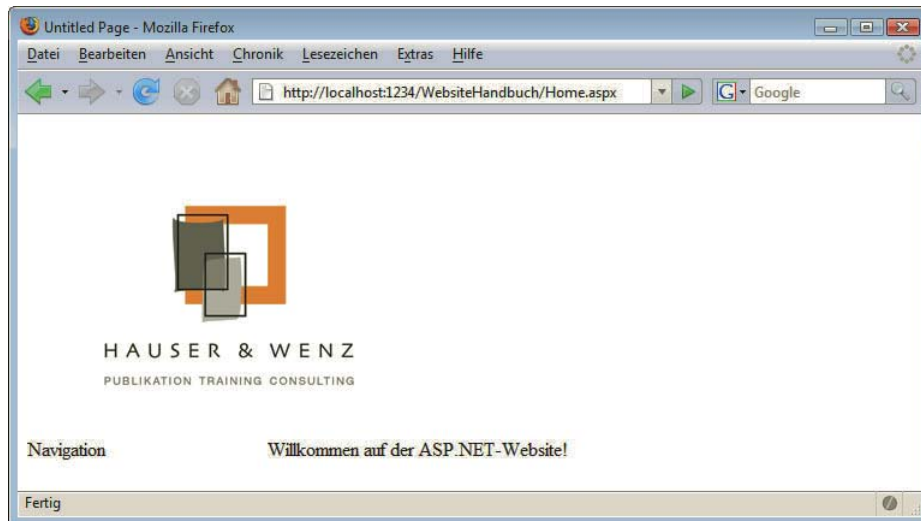 Untitled Page - Mozilla Firefox
Datei Bearbeiten Ansicht Chronik Lesezeichen Extras Hilfe
http://localhost:1234/WebsiteHandbuch/Home.aspx G Google
HAUSER & WENZ
PUBLIKATION TRAINING CONSULTING
Navigation Willkommen auf der ASP.NET-Website!
Fertig